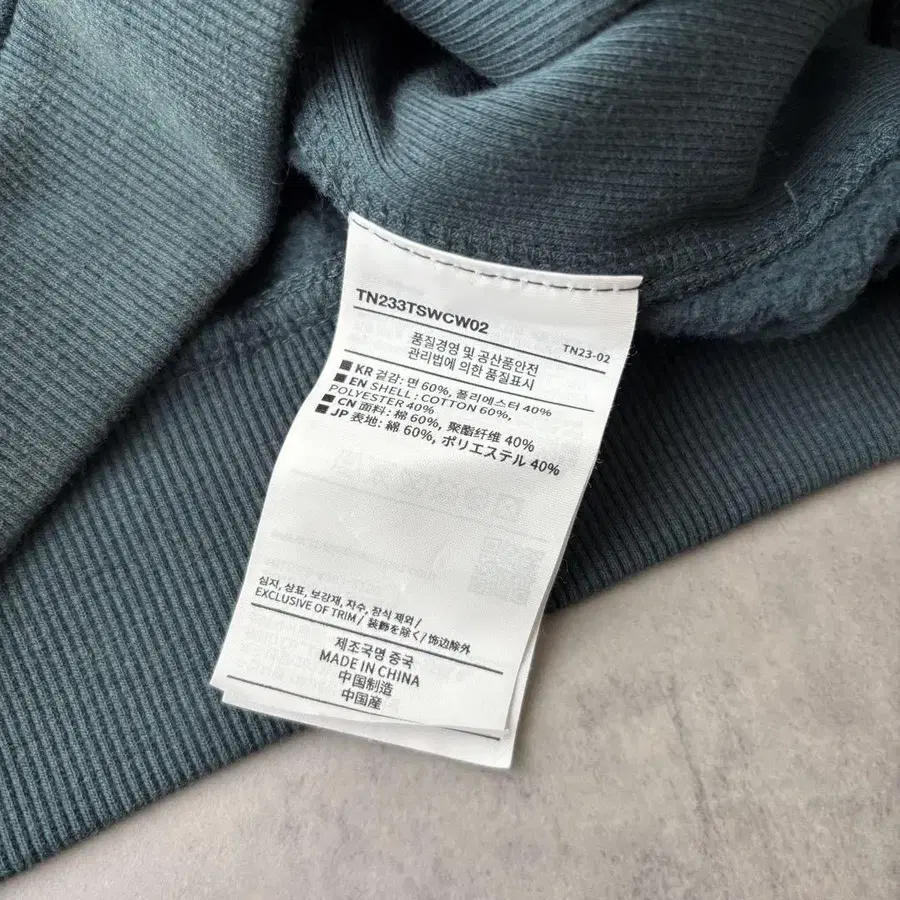 TN233TSWCW02
TN23-02
품질경영 및 공산품안전
관리법에 의한 품질표시
■ KR 겉감: 면 60%, 폴리에스터 40%
■ EN SHELL : COTTON 60%,
POLYESTER 40%
■ CN 面料: 棉 60%, 聚酯纤维 40%
■ JP 表地: 綿 60%, ポリエステル 40%
심지, 상표, 보강재, 자수, 장식 제외 /
EXCLUSIVE OF TRIM / 装飾を除く/ 饰边除外
제조국명 중국
MADE IN CHINA
中国制造
中国産